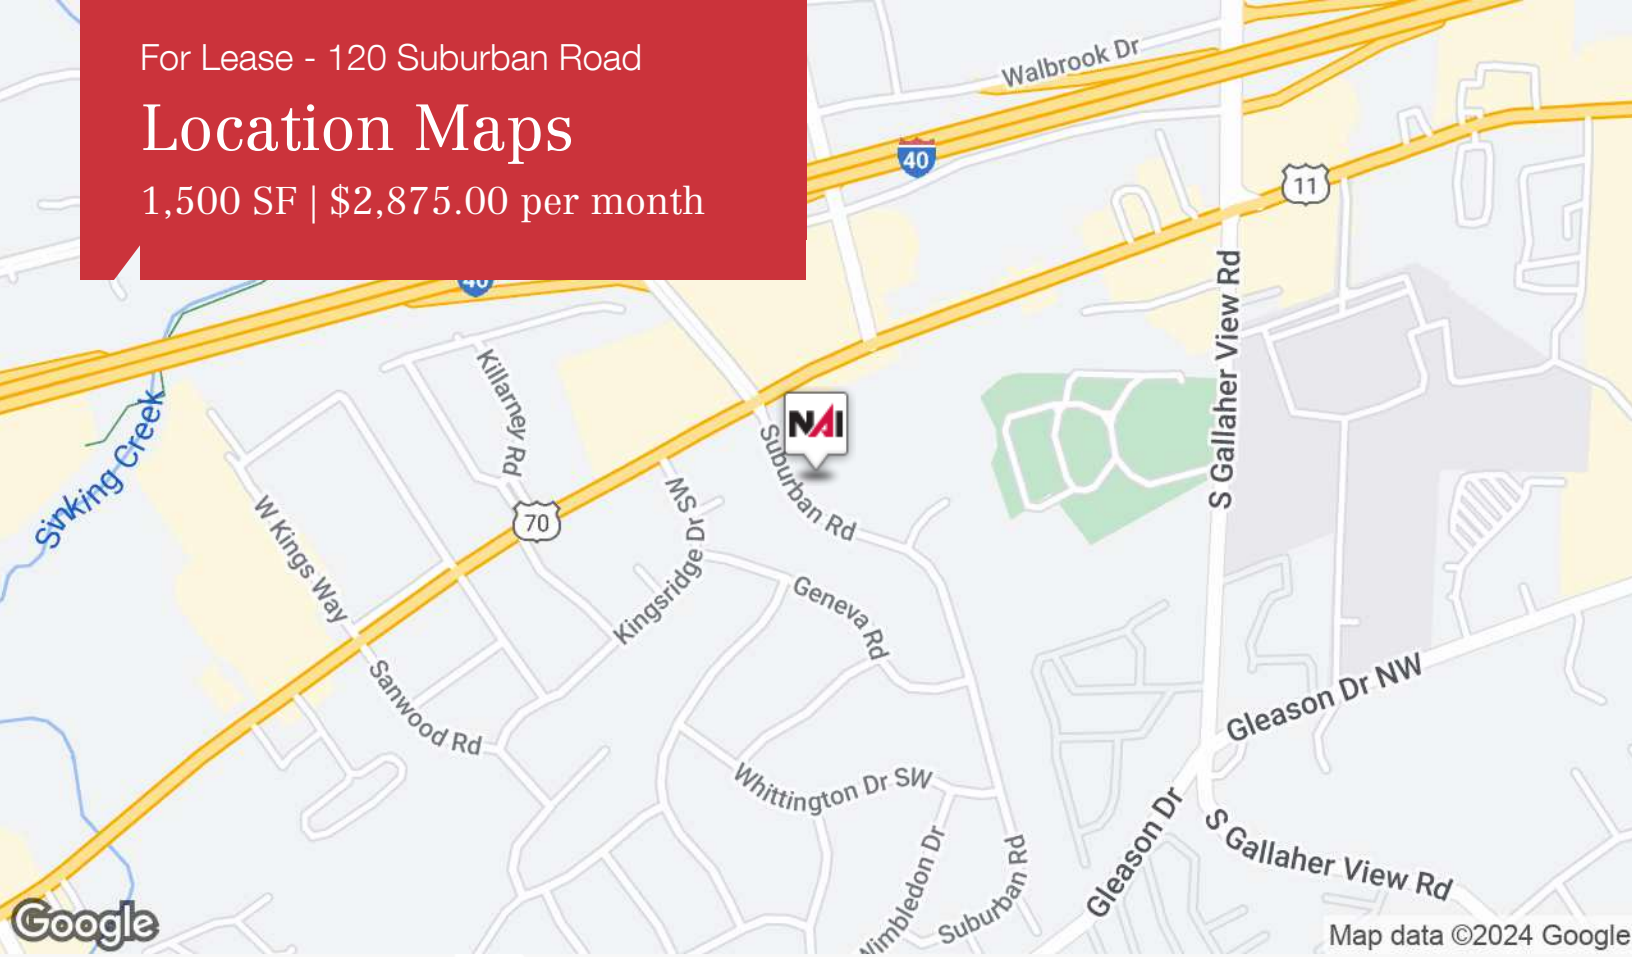 For Lease - 120 Suburban Road
Location Maps
1,500 SF | $2,875.00 per month
Walbrook Dr
40
11
40
S Gallaher View Rd
Killarney Rd
Sinking Creek
NAI
Suburban Rd
70
Kingsridge Dr SW
W Kings Way
Geneva Rd
Sanwood Rd
Gleason Dr NW
Whittington Dr SW
Gleason Dr
S Gallaher View Rd
Wimbledon Dr
Suburban Rd
Google
Map data ©2024 Google